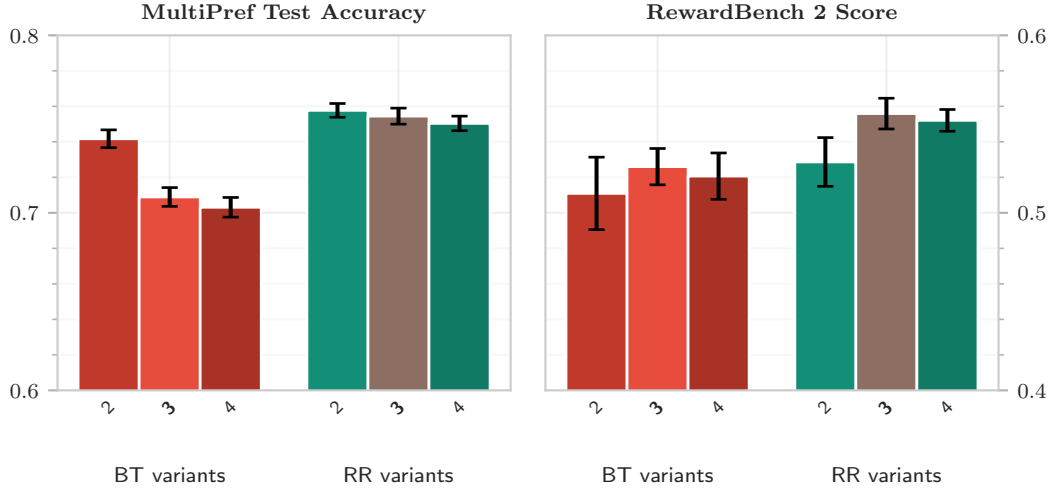 MultiPref Test Accuracy
RewardBench 2 Score
0.8
0.7
0.6
0.6
0.5
0.4
2 3 4 2 3 4
2 3 4 2 3 4
BT variants RR variants
BT variants RR variants